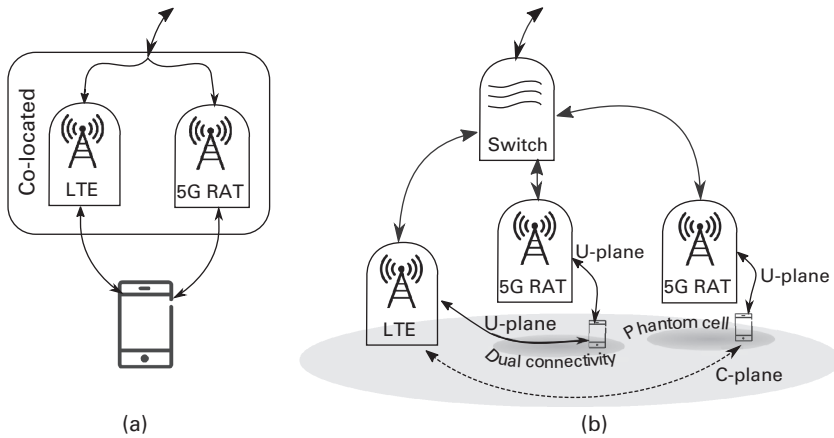 Co-located
LTE
5G RAT
(a)
Switch
LTE
5G RAT
5G RAT
U-plane
U-plane
U-plane
Dual connectivity
Phantom cell
C-plane
(b)